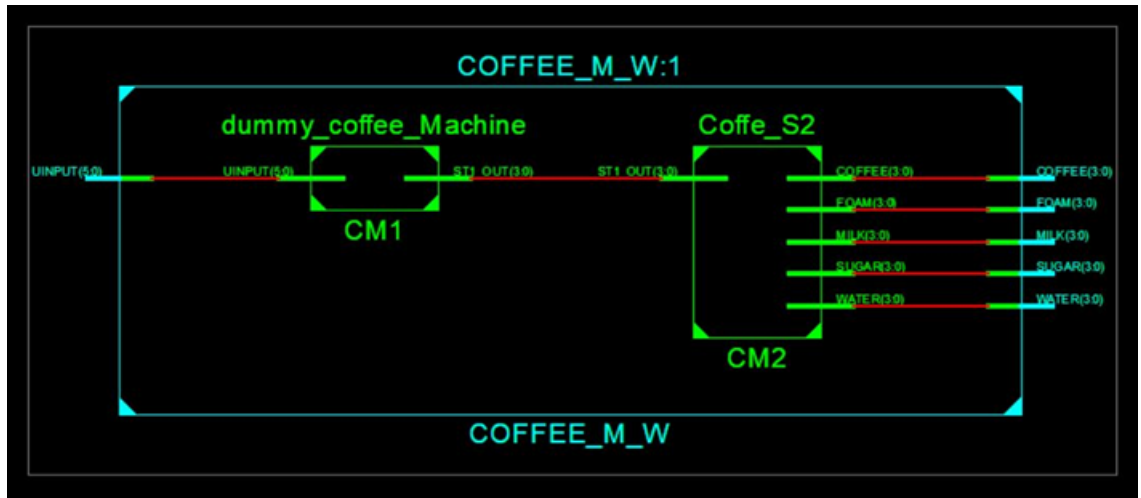 COFFEE_M_W:1
dummy_coffee_Machine
Coffe_S2
UINPUT(5:0)
UINPUT(5:0)
ST1_OUT(3:0)
ST1_OUT(3:0)
COFFEE(3:0)
COFFEE(3:0)
FOAM(3:0)
FOAM(3:0)
CM1
MILK(3:0)
MILK(3:0)
SUGAR(3:0)
SUGAR(3:0)
WATER(3:0)
WATER(3:0)
CM2
COFFEE_M_W